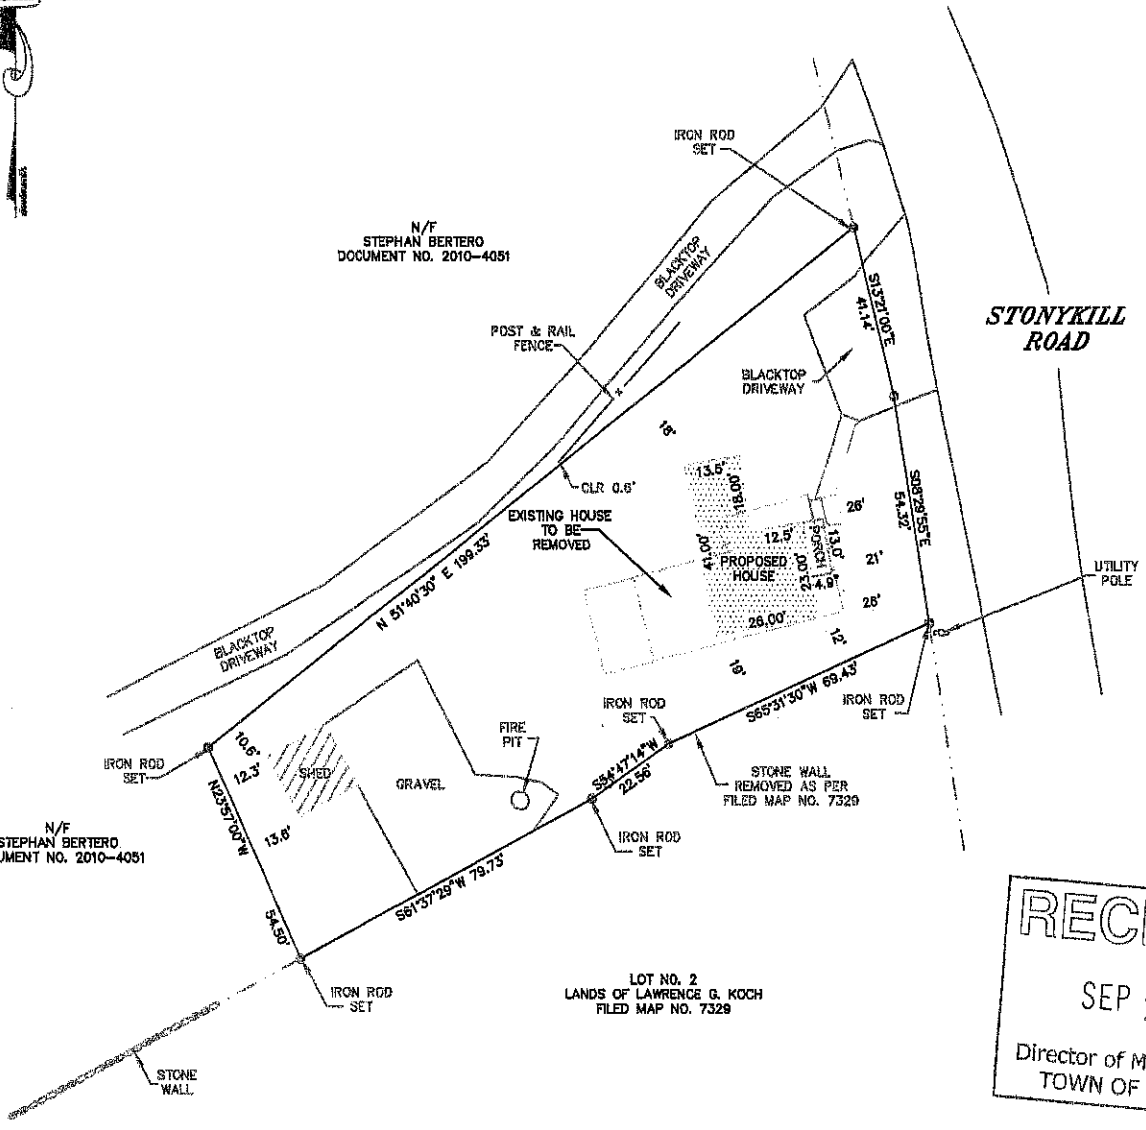 IRON ROD
SET
N/F
STEPHAN BERTERO
DOCUMENT NO. 2010-4051
BLACKTOP
DRIVEWAY
S13°21'00"E
41.14'
STONYKILL
ROAD
POST & RAIL
FENCE
BLACKTOP
DRIVEWAY
18'
CLR 0.6'
13.5'
18.00'
S08°29'55"E
54.32'
EXISTING HOUSE
TO BE
REMOVED
26'
12.5'
PORCH
13.0'
41.00'
PROPOSED
HOUSE
23.00'
4.9'
21'
UTILITY
POLE
N 51°40'30" E 199.33'
26.00'
25'
12'
19'
BLACKTOP
DRIVEWAY
S65°31'30"W 69.43'
IRON ROD
SET
IRON ROD
SET
IRON ROD
SET
10.6'
12.3'
SHED
GRAVEL
FIRE
PIT
S54°47'14"W
22.56'
STONE WALL
REMOVED AS PER
FILED MAP NO. 7329
N23°57'00"W
54.50'
13.6'
N/F
STEPHAN BERTERO
UMENT NO. 2010-4051
IRON ROD
SET
S61°37'29"W 79.73'
IRON ROD
SET
LOT NO. 2
LANDS OF LAWRENCE G. KOCH
FILED MAP NO. 7329
STONE
WALL
RECE
SEP
Director of M
TOWN OF